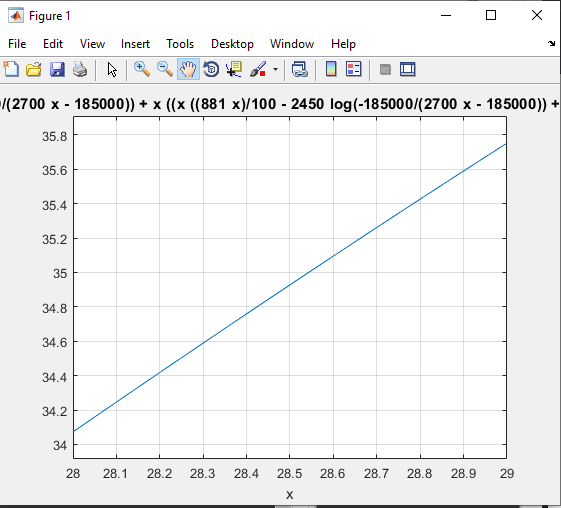 Figure 1
File Edit View Insert Tools Desktop Window Help
/(2700 x - 185000)) + x ((x ((881 x)/100 - 2450 log(-185000/(2700 x - 185000)) +
35.8
35.6
35.4
35.2
35
34.8
34.6
34.4
34.2
34
28 28.1 28.2 28.3 28.4 28.5 28.6 28.7 28.8 28.9 29
x